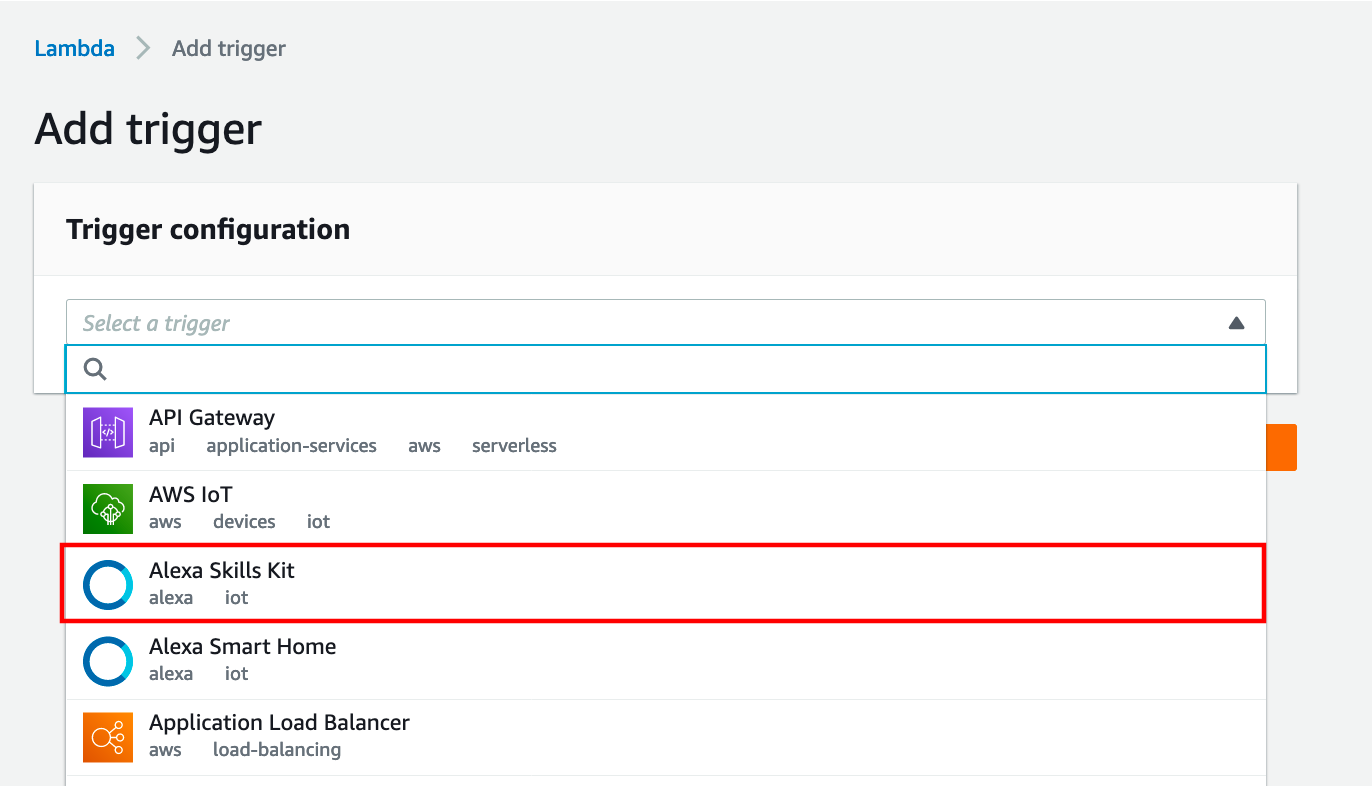 Lambda Add trigger
Add trigger
Trigger configuration
Select a trigger
API Gateway
api application-services aws serverless
AWS IoT
aws devices iot
Alexa Skills Kit
alexa iot
Alexa Smart Home
alexa iot
Application Load Balancer
aws load-balancing